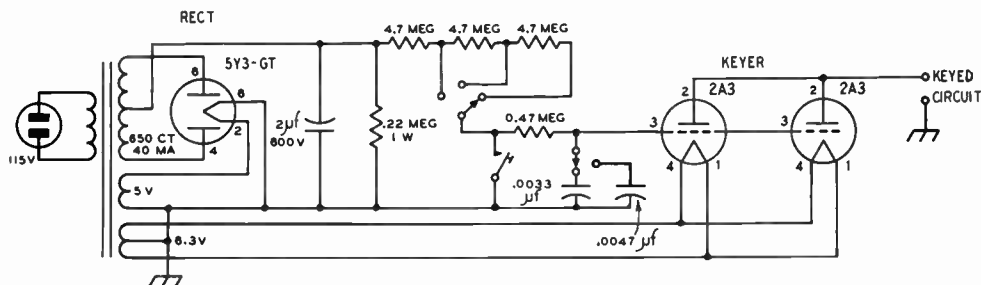 RECT
4.7 MEG 4.7 MEG 4.7 MEG
5Y3-GT
KEYER
6
6
2
4
650 CT
40 MA
115V
5V
6.3V
2µf
600V
.22 MEG
1 W
0.47 MEG
.0033
µf
.0047 µf
2 2A3
3
4 1
2 2A3
3
4 1
KEYED
CIRCUIT